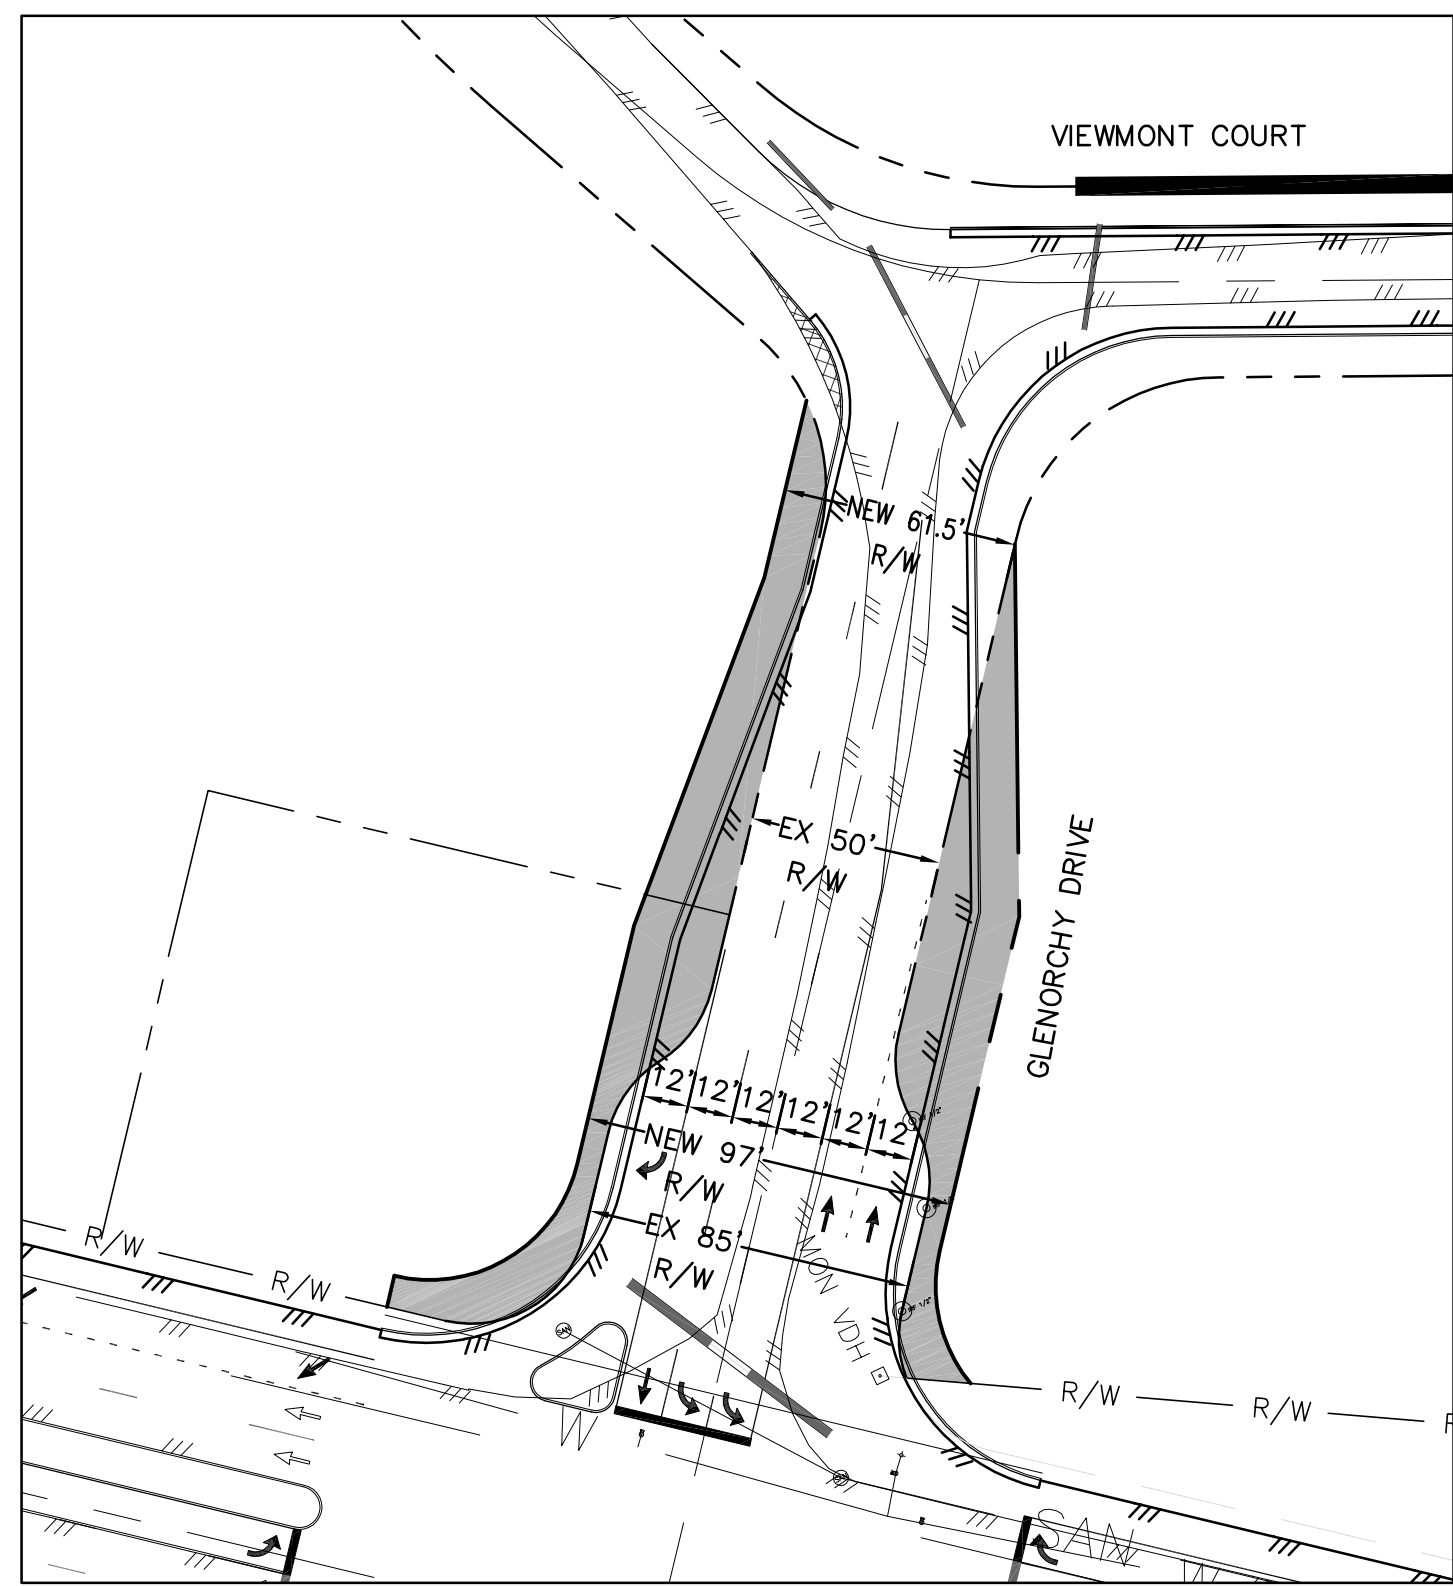 VIEWMONT COURT
NEW 61.5'
R/W
EX 50'
R/W
GLENORCHY DRIVE
12' 12' 12' 12' 12' 12'
NEW 97'
R/W
EX 85'
R/W
R/W
R/W
MON VDH
SAN
W
R/W
R/W
R
SAN
W